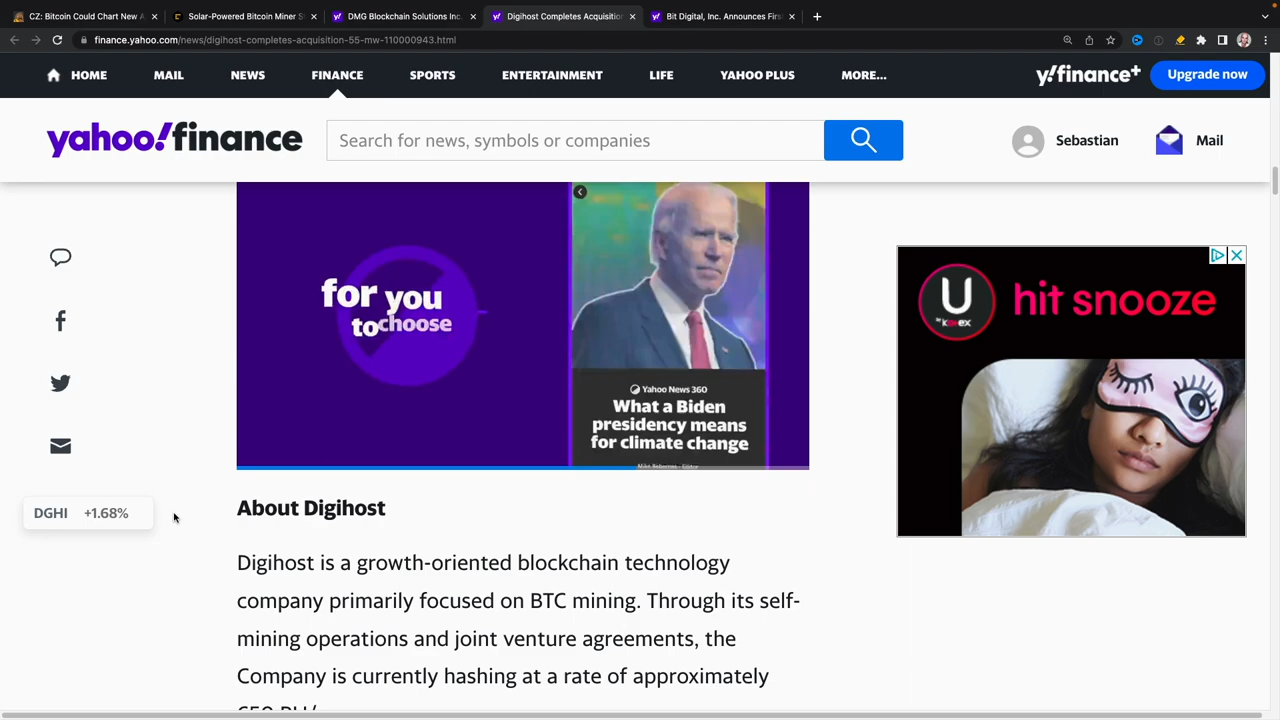 CZ: Bitcoin Could Chart New A
Solar-Powered Bitcoin Miner S
DMG Blockchain Solutions Inc.
Digihost Completes Acquisitio
Bit Digital, Inc. Announces Firs
finance.yahoo.com/news/digihost-completes-acquisition-55-mw-110000943.html
HOME
MAIL
NEWS
FINANCE
SPORTS
ENTERTAINMENT
LIFE
YAHOO PLUS
MORE...
y!finance+
Upgrade now
yahoo!finance
Search for news, symbols or companies
Sebastian
Mail
for you
to choose
Yahoo News 360
What a Biden
presidency means
for climate change
U
by Kotex
hit snooze
DGHI +1.68%
About Digihost
Digihost is a growth-oriented blockchain technology
company primarily focused on BTC mining. Through its self-
mining operations and joint venture agreements, the
Company is currently hashing at a rate of approximately